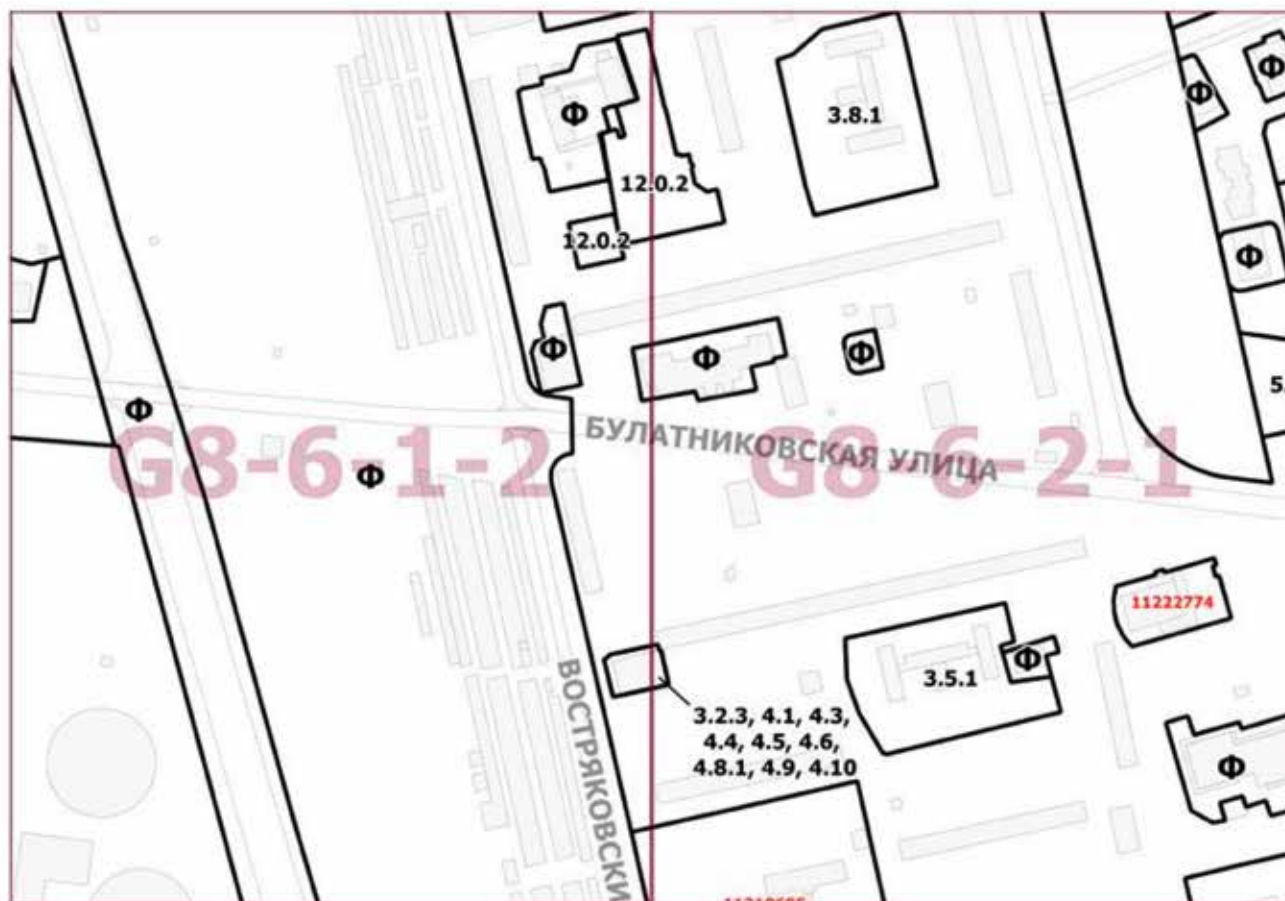 Ф
Ф
Ф
3.8.1
12.0.2
12.0.2
Ф
Ф
Ф
Ф
5
Ф
БУЛАТНИКОВСКАЯ УЛИЦА
G8-6-1-2
G8-6-2-1
Ф
11222774
3.5.1
Ф
ВОСТРЯКОВСКИ
3.2.3, 4.1, 4.3,
4.4, 4.5, 4.6,
4.8.1, 4.9, 4.10
Ф